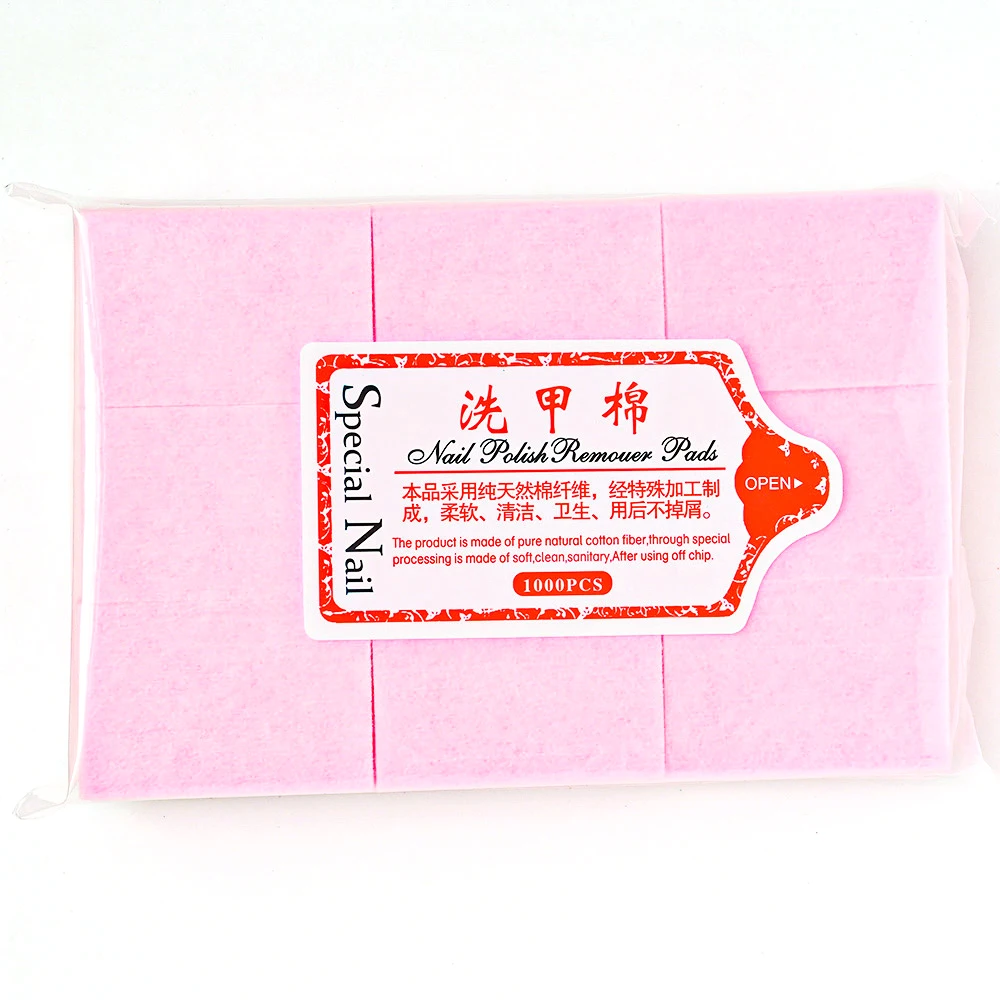 Special Nail
洗甲棉
Nail Polish Remouer Pads
本品采用纯天然棉纤维，经特殊加工制
成，柔软、清洁、卫生、用后不掉屑。
The product is made of pure natural cotton fiber,through special
processing is made of soft,clean,sanitary,After using off chip.
1000PCS
OPEN▶